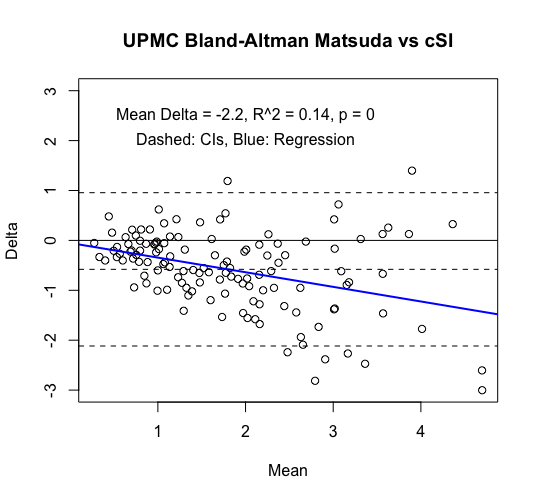 UPMC Bland-Altman Matsuda vs cSI
Mean Delta = -2.2, R^2 = 0.14, p = 0
Dashed: CIs, Blue: Regression
Delta
3
2
1
0
-1
-2
-3
1 2 3 4
Mean